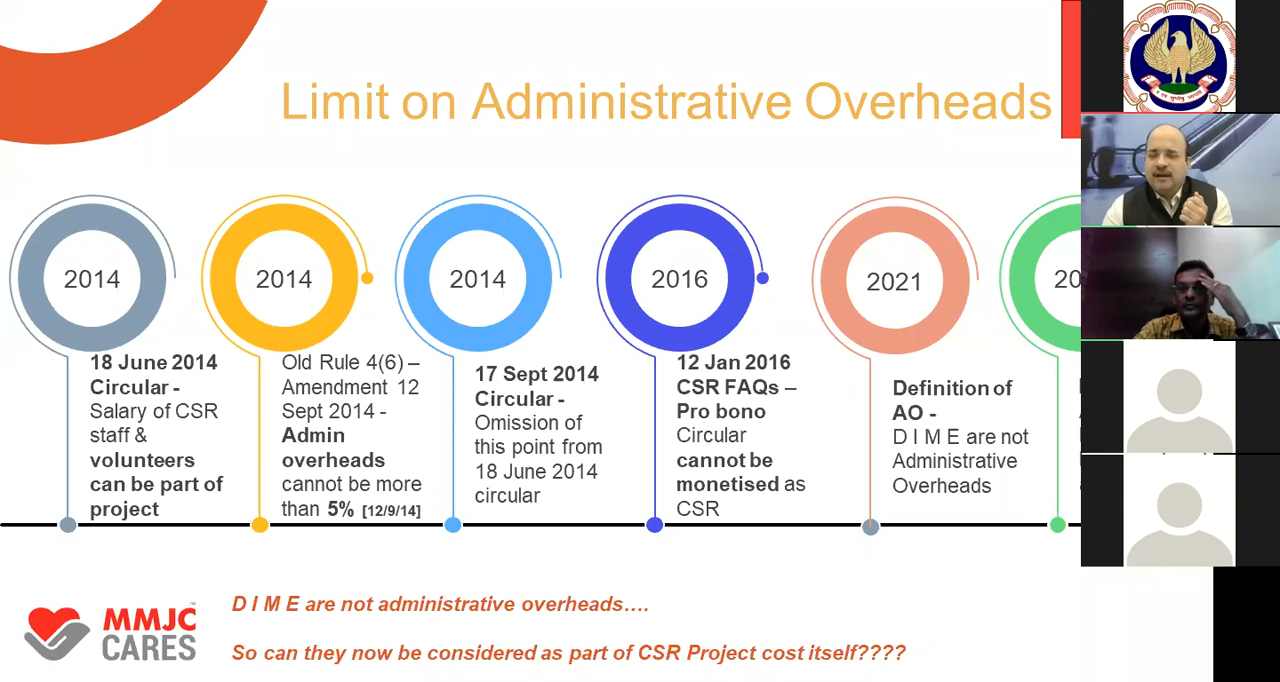 Limit on Administrative Overheads
2014
2014
2014
2016
2021
20
18 June 2014
Circular -
Salary of CSR
staff &
volunteers
can be part of
project
Old Rule 4(6) –
Amendment 12
Sept 2014 -
Admin
overheads
cannot be more
than 5% [12/9/14]
17 Sept 2014
Circular -
Omission of
this point from
18 June 2014
circular
12 Jan 2016
CSR FAQs –
Pro bono
Circular
cannot be
monetised as
CSR
Definition of
AO -
D I M E are not
Administrative
Overheads
MMJC
CARES
D I M E are not administrative overheads....
So can they now be considered as part of CSR Project cost itself????